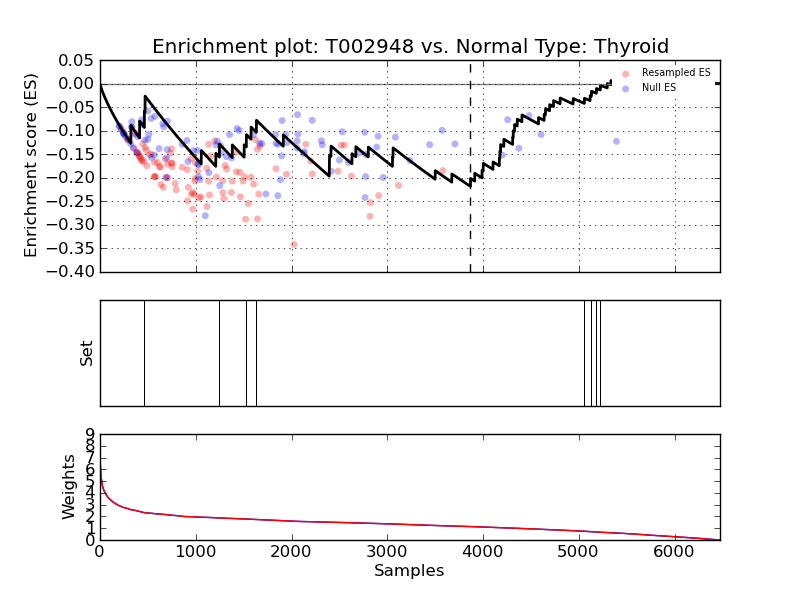 Enrichment plot: T002948 vs. Normal Type: Thyroid
Enrichment score (ES)
0.05
0.00
−0.05
−0.10
−0.15
−0.20
−0.25
−0.30
−0.35
−0.40
Resampled ES
Null ES
Set
Weights
9
8
7
6
5
4
3
2
1
0
0 1000 2000 3000 4000 5000 6000
Samples